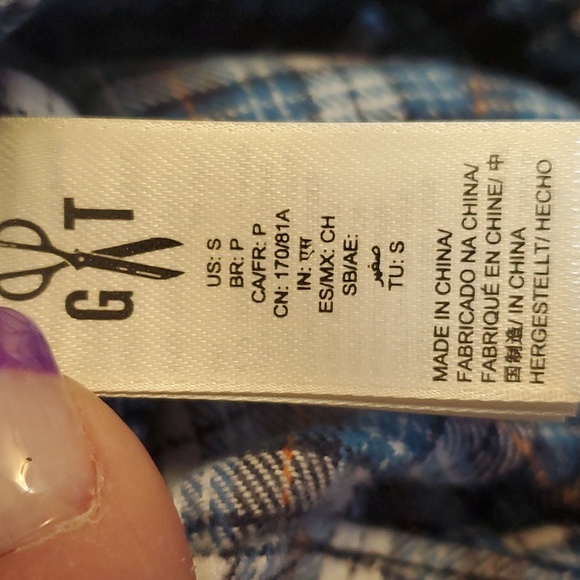 G T
US: S
BR: P
CA/FR: P
CN: 170/81A
IN: एस
ES/MX: CH
SB/AE:
صغير
TU: S
MADE IN CHINA/
FABRICADO NA CHINA/
FABRIQUÉ EN CHINE/ 中
国制造/ IN CHINA
HERGESTELLT/ HECHO